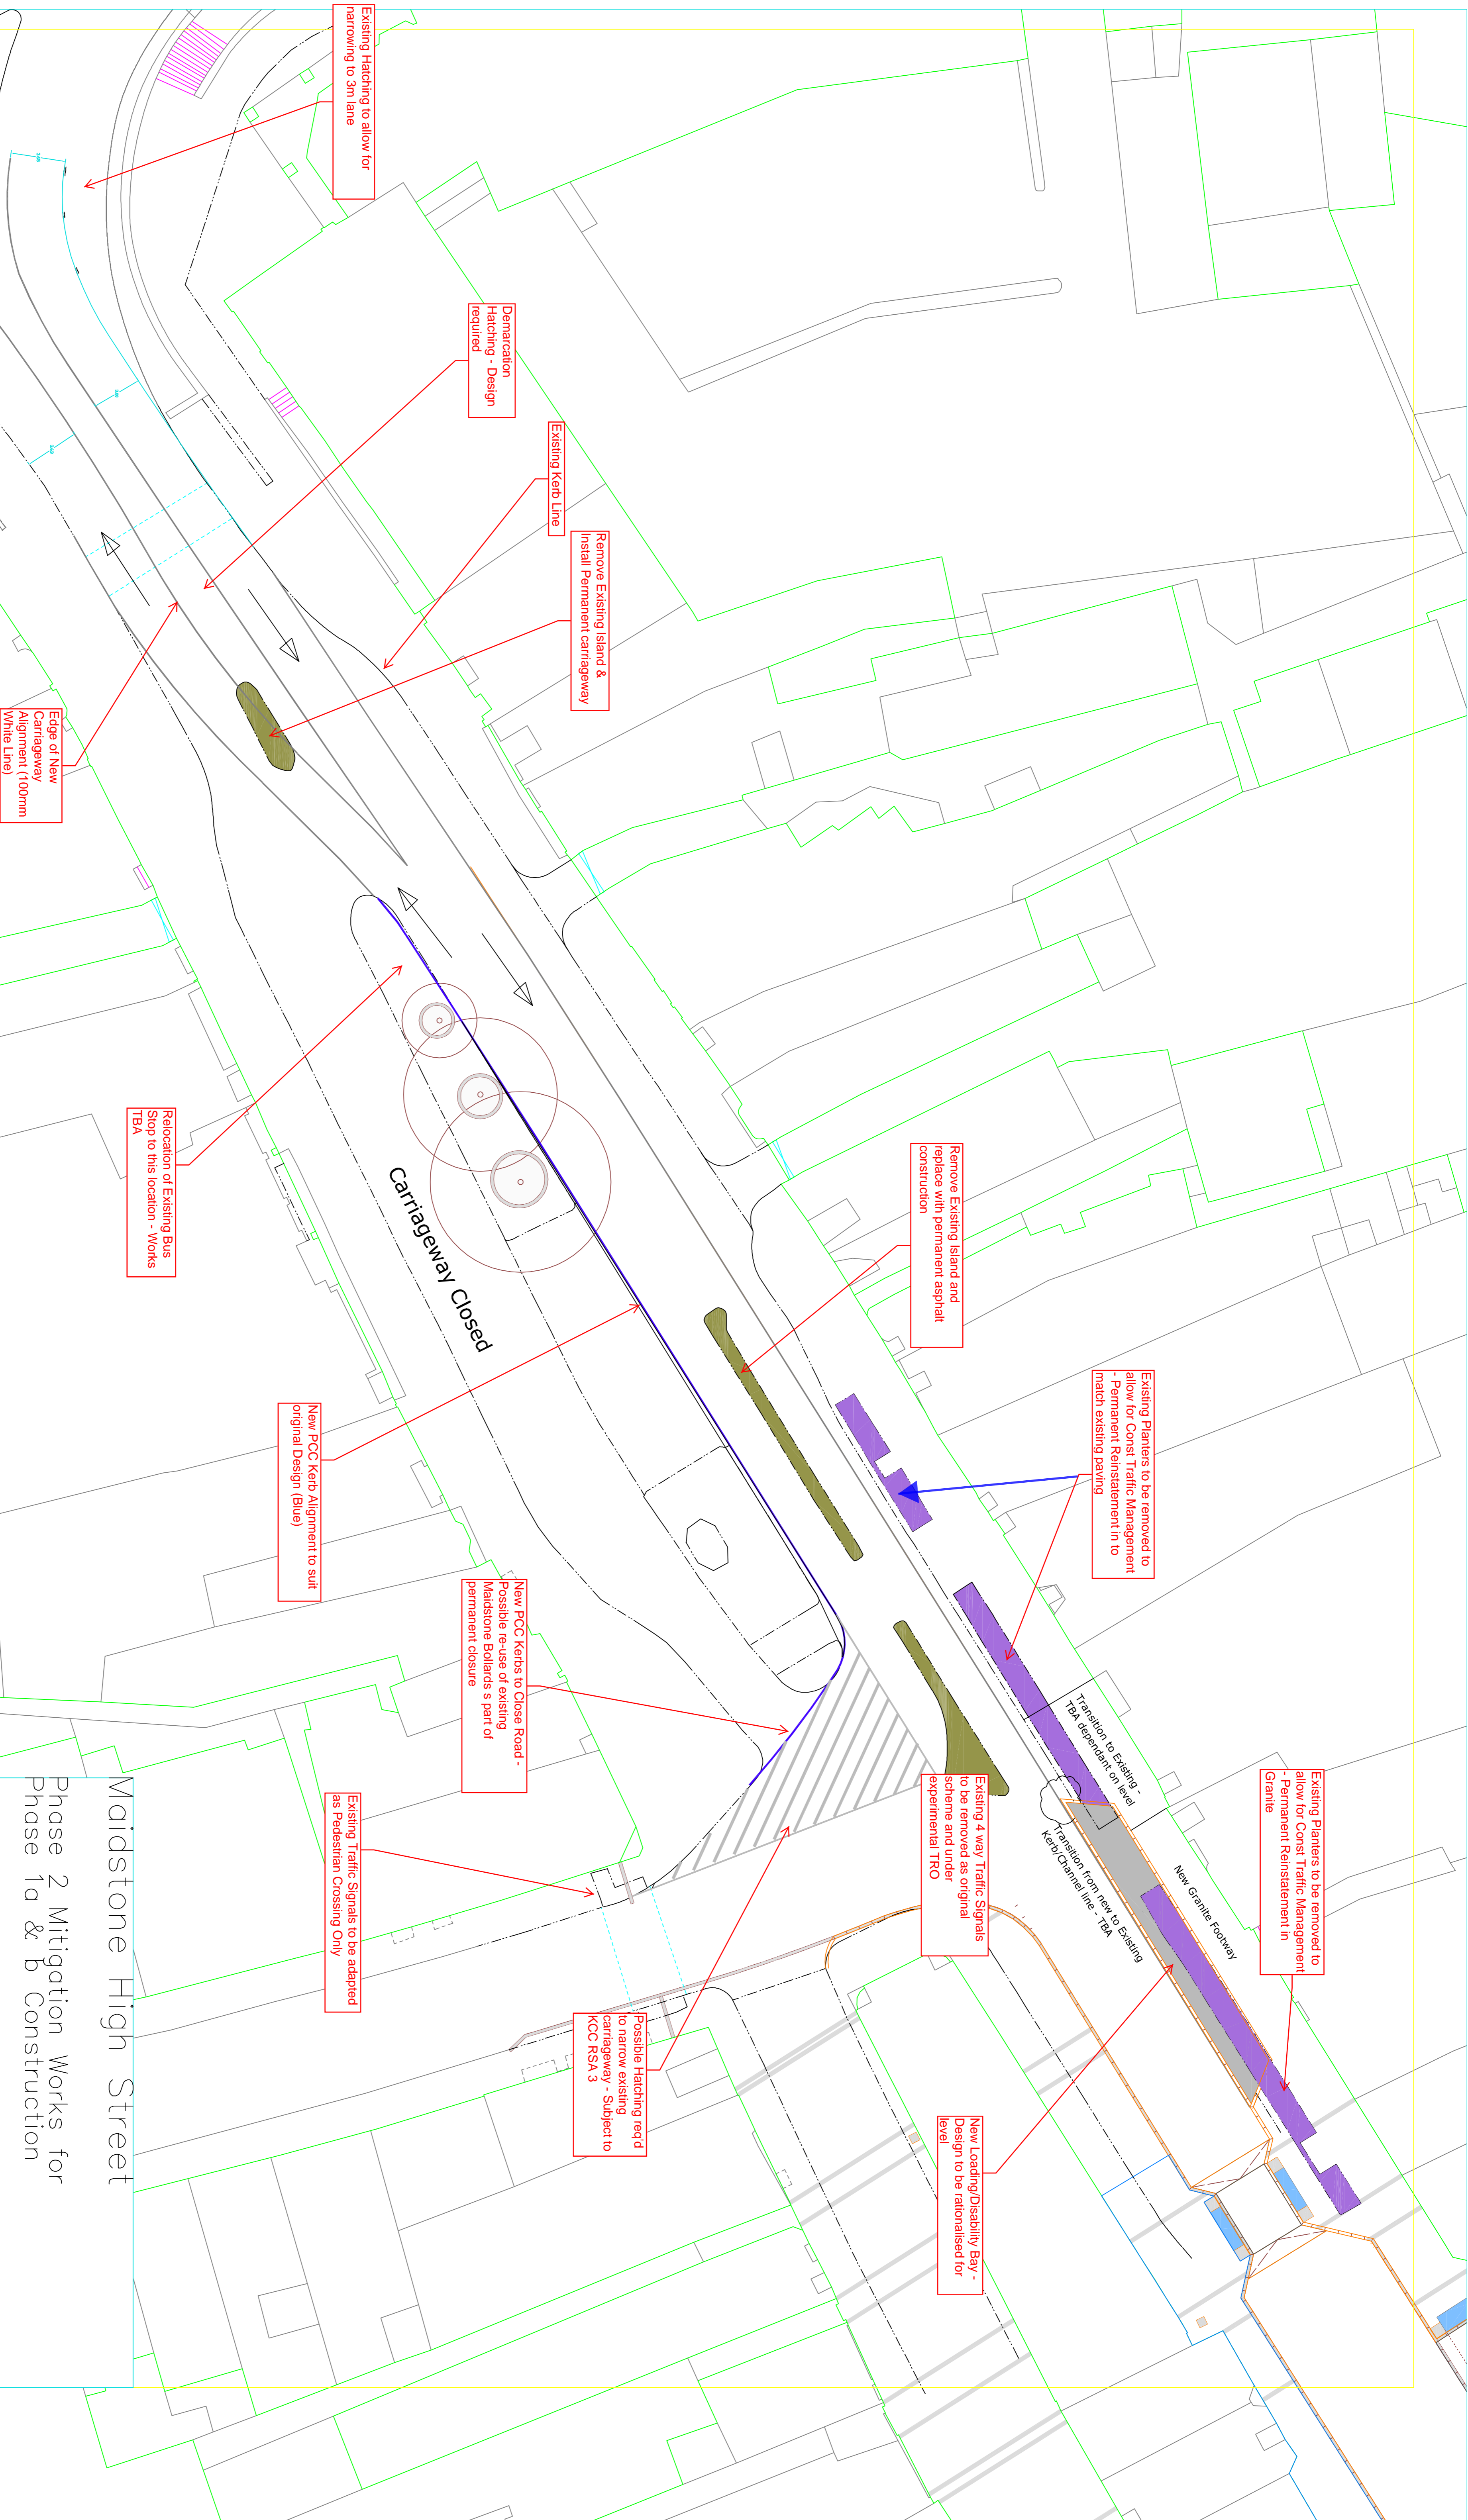 Existing Hatching to allow for
narrowing to 3m lane
Demarcation
Hatching - Design
required
Existing Kerb Line
Remove Existing Island &
Install Permanent carriageway
Edge of New
Carriageway
Alignment (100mm
White Line)
Relocation of Existing Bus
Stop to this location - Works
TBA
Carriageway Closed
Remove Existing Island and
replace with permanent asphalt
construction
Existing Planters to be removed to
allow for Const Traffic Management
- Permanent Reinstatement in to
match existing paving
New PCC Kerb Alignment to suit
original Design (Blue)
New PCC Kerbs to Close Road -
Possible re-use of existing
Maidstone Bollards s part of
permanent closure
Transition to Existing -
TBA dependant on level
Existing Planters to be removed to
allow for Const Traffic Management
- Permanent Reinstatement in
Granite
New Granite Footway
Transition from new to Existing
Kerb/Channel line - TBA
Existing 4 way Traffic Signals
to be removed as original
scheme and under
experimental TRO
Existing Traffic Signals to be adapted
as Pedestrian Crossing Only
Possible Hatching req'd
to narrow existing
carriageway - Subject to
KCC RSA 3
New Loading/Disability Bay -
Design to be rationalised for
level
Maidstone High Street
Phase 2 Mitigation Works for
Phase 1a & b Construction